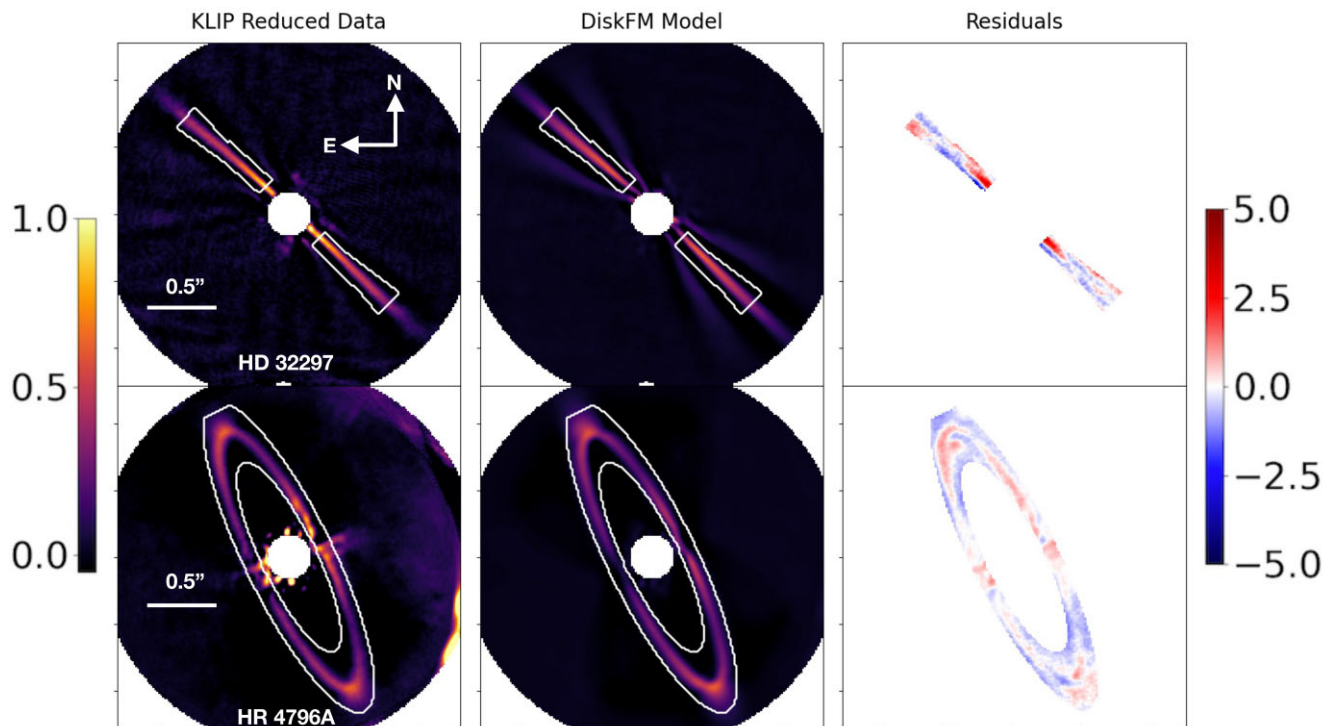 KLIP Reduced Data
DiskFM Model
Residuals
N
E
1.0
0.5
0.0
0.5”
HD 32297
0.5”
HR 4796A
5.0
2.5
0.0
−2.5
−5.0